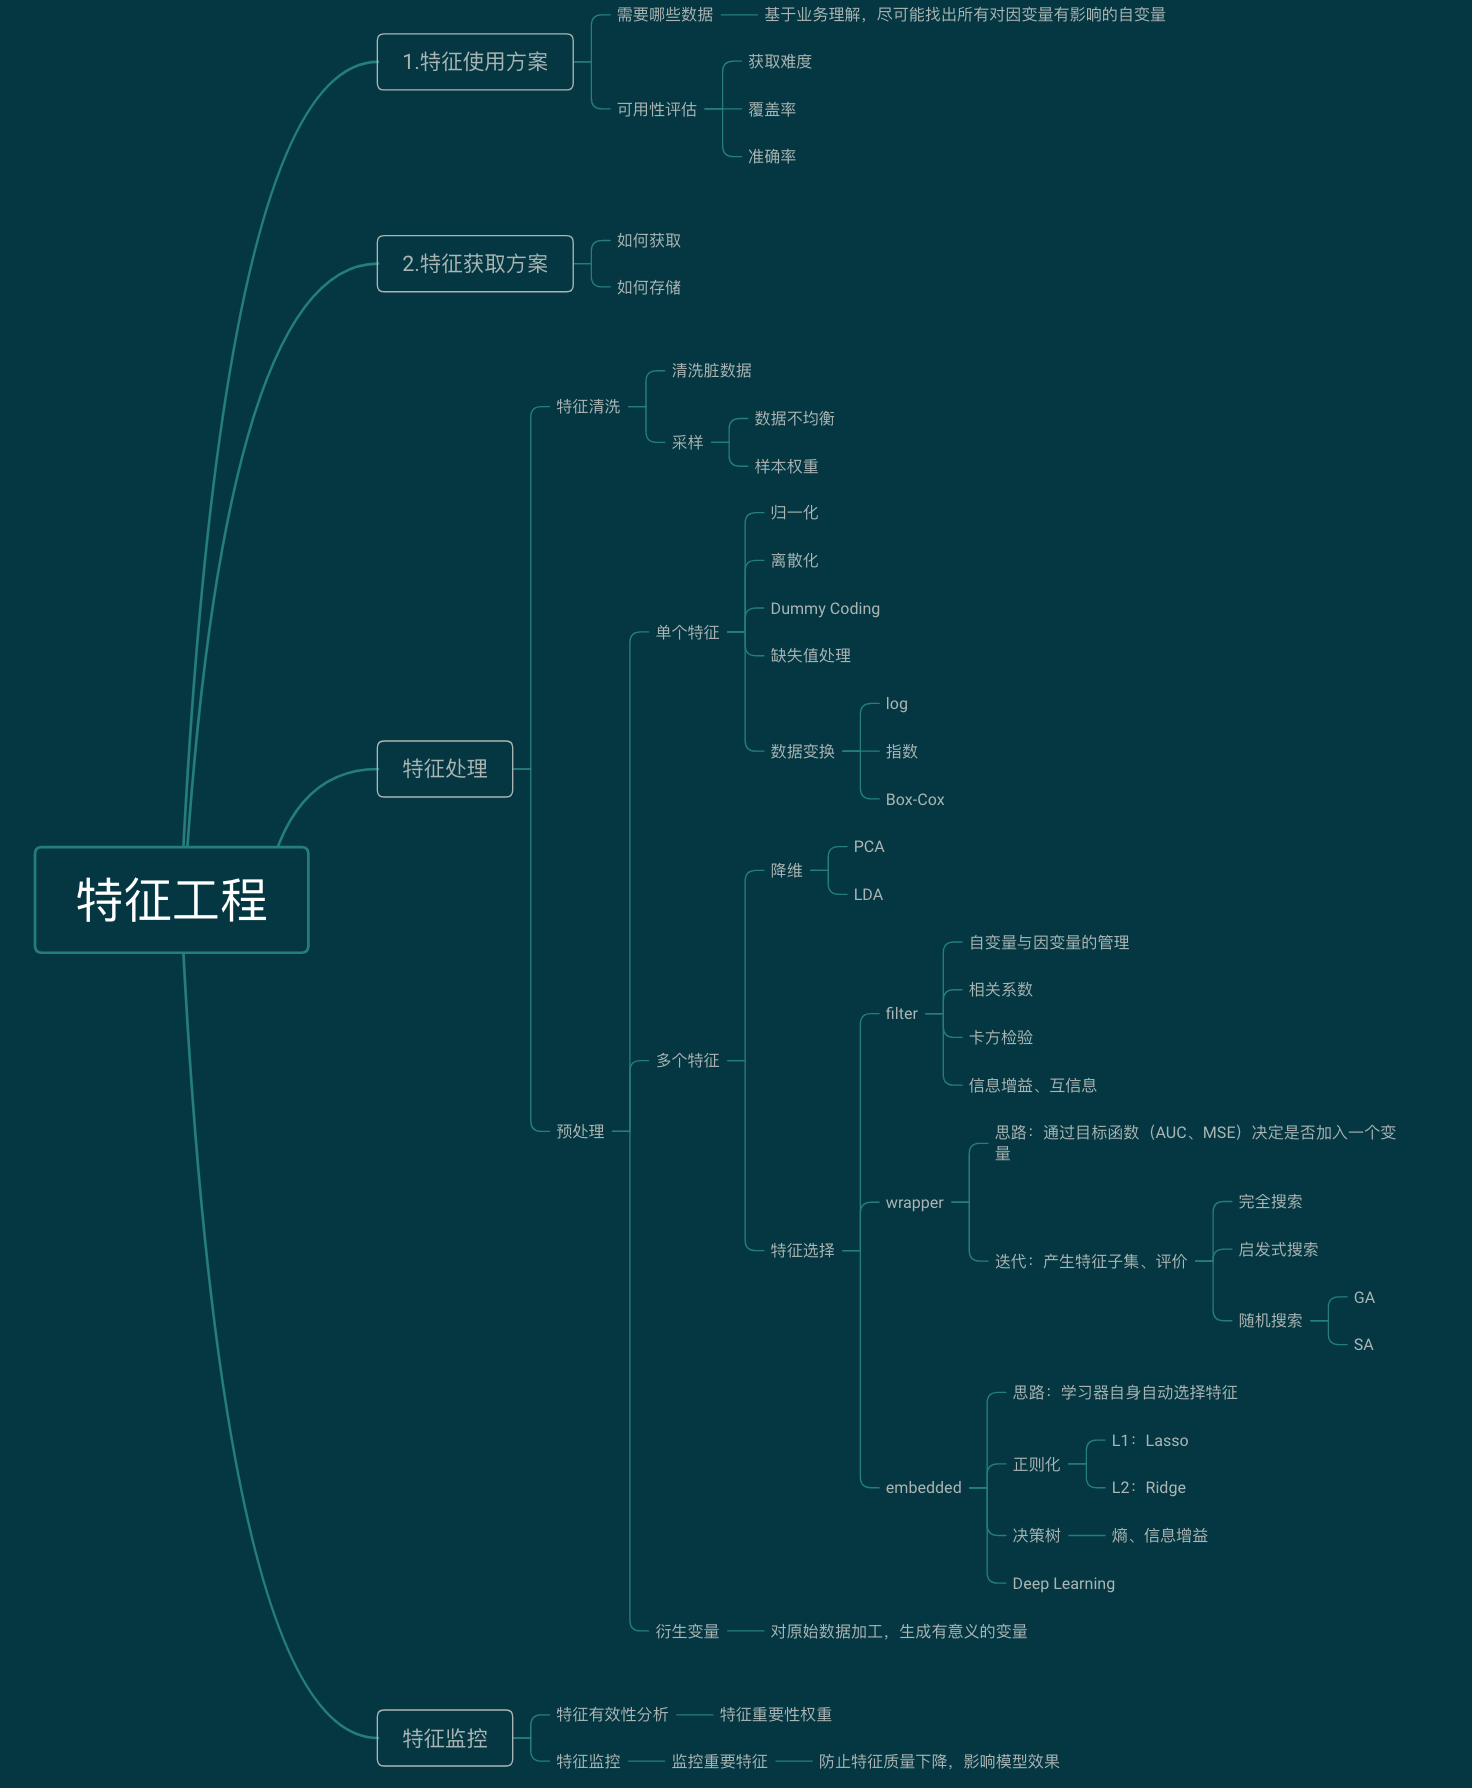 特征工程
1.特征使用方案
需要哪些数据
基于业务理解，尽可能找出所有对因变量有影响的自变量
可用性评估
获取难度
覆盖率
准确率
2.特征获取方案
如何获取
如何存储
特征处理
特征清洗
清洗脏数据
采样
数据不均衡
样本权重
预处理
单个特征
归一化
离散化
Dummy Coding
缺失值处理
数据变换
log
指数
Box-Cox
多个特征
降维
PCA
LDA
特征选择
filter
自变量与因变量的管理
相关系数
卡方检验
信息增益、互信息
wrapper
思路：通过目标函数（AUC、MSE）决定是否加入一个变
量
迭代：产生特征子集、评价
完全搜索
启发式搜索
随机搜索
GA
SA
embedded
思路：学习器自身自动选择特征
正则化
L1：Lasso
L2：Ridge
决策树
熵、信息增益
Deep Learning
衍生变量
对原始数据加工，生成有意义的变量
特征监控
特征有效性分析
特征重要性权重
特征监控
监控重要特征
防止特征质量下降，影响模型效果